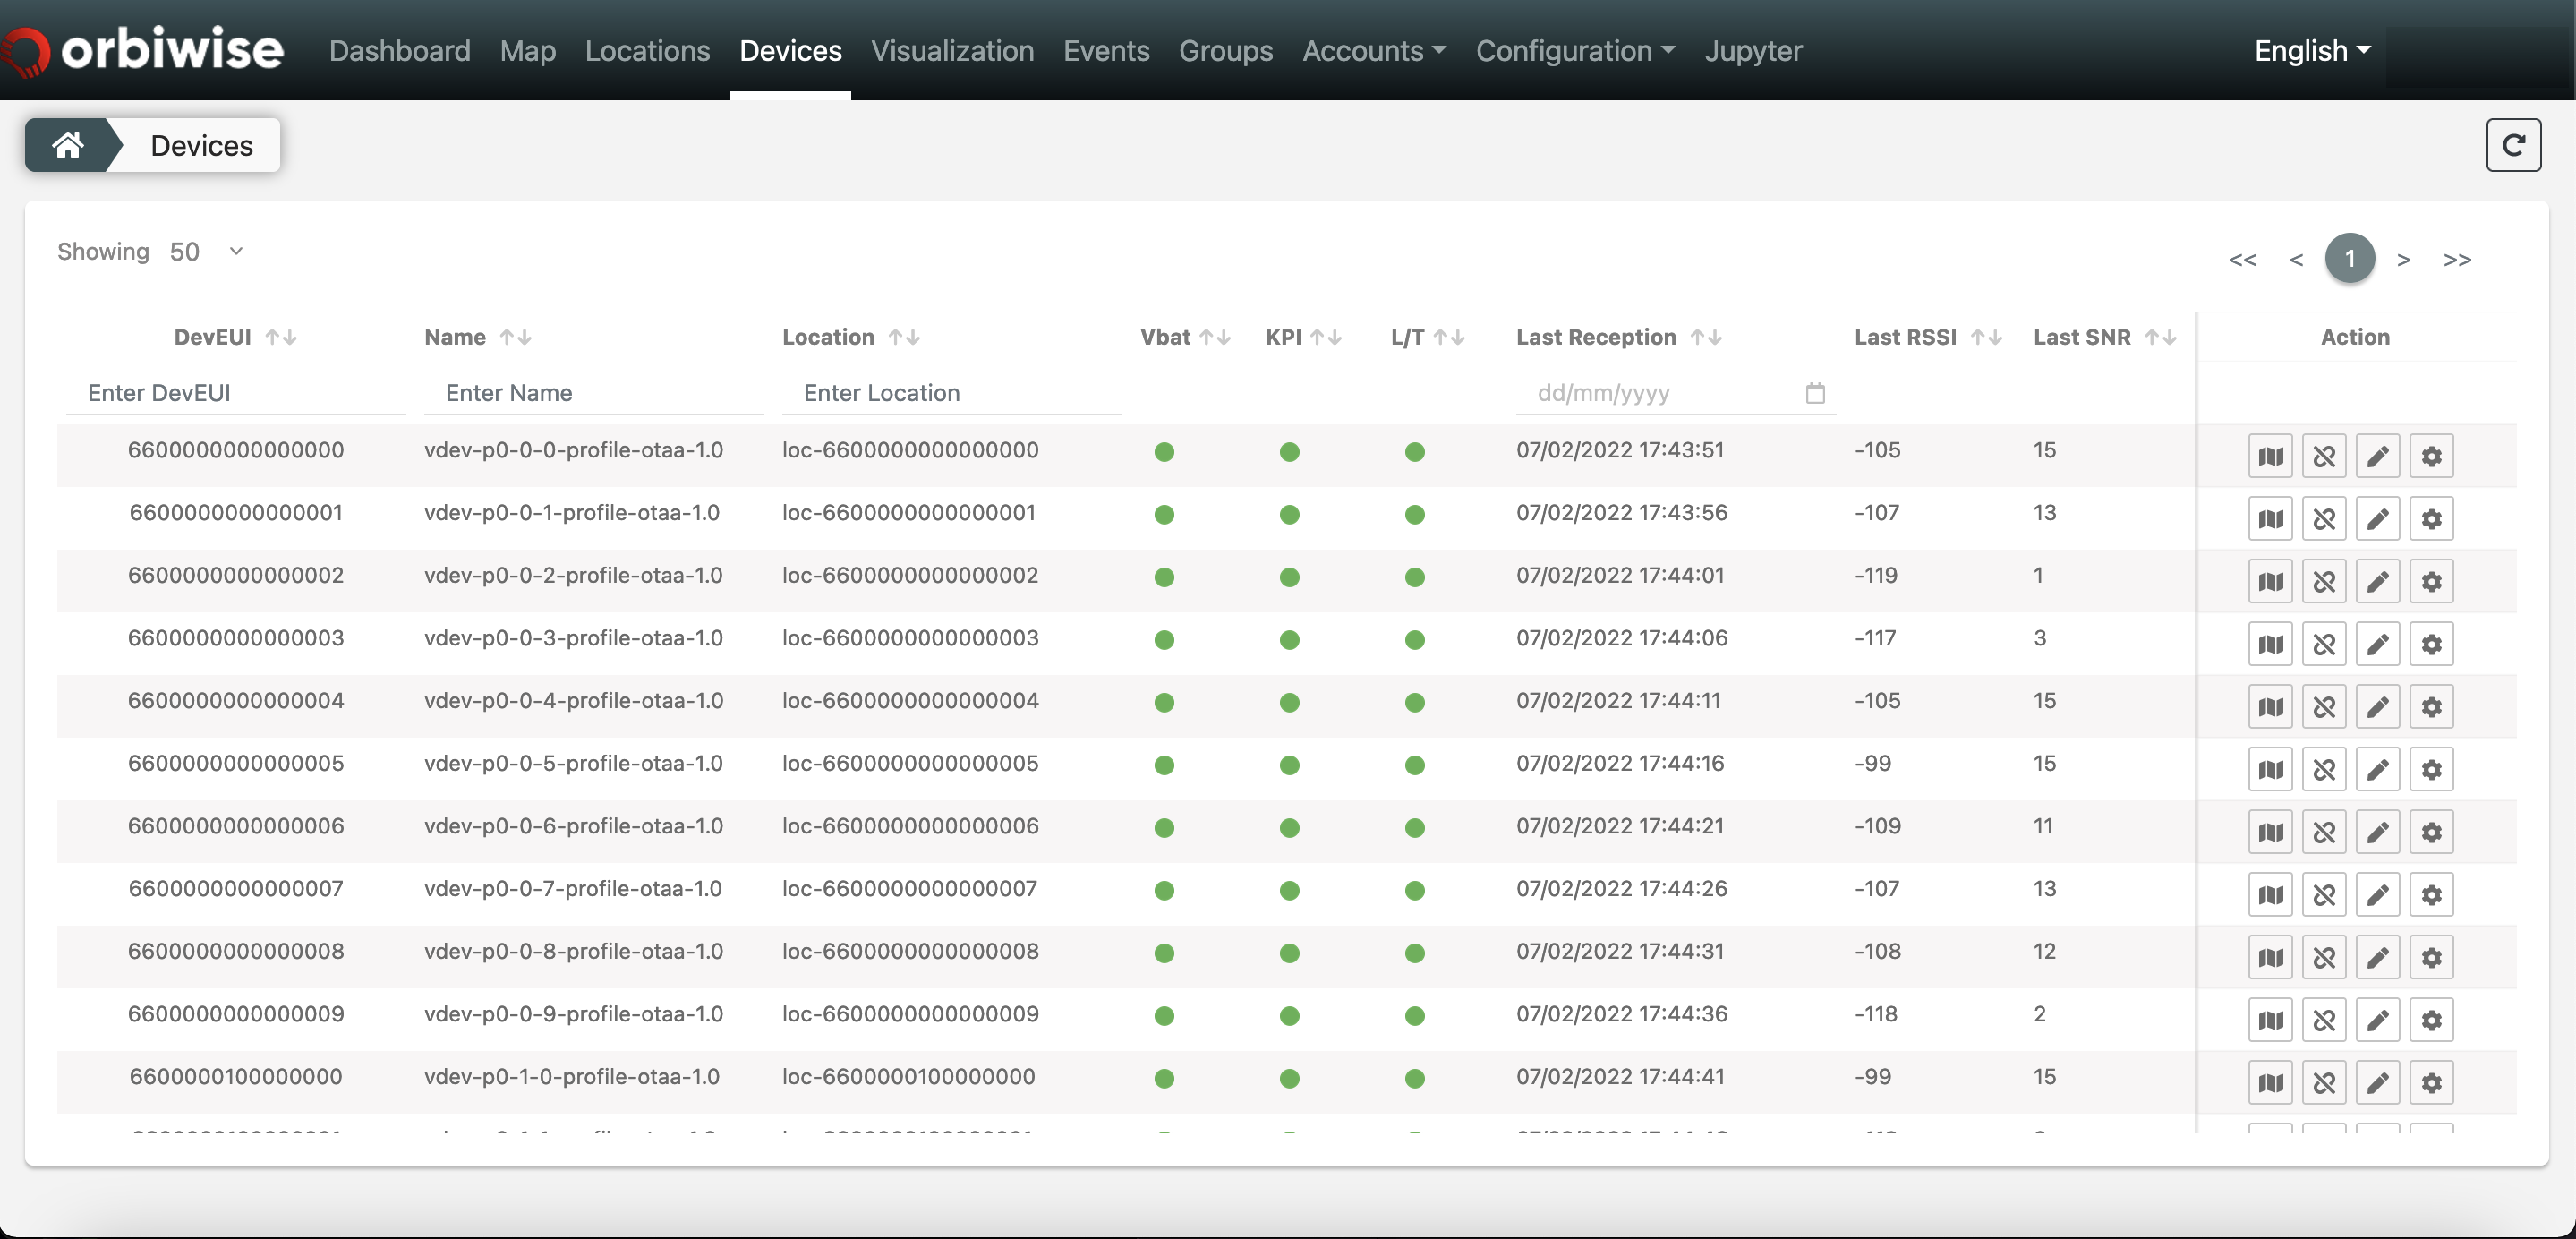 orbiwise Dashboard Map Locations Devices Visualization Events Groups Accounts Configuration Jupyter English
Devices
Showing 50
<< < 1 > >>
DevEUI Name Location Vbat KPI L/T Last Reception Last RSSI Last SNR Action
Enter DevEUI Enter Name Enter Location dd/mm/yyyy
6600000000000000 vdev-p0-0-0-profile-otaa-1.0 loc-6600000000000000 07/02/2022 17:43:51 -105 15
6600000000000001 vdev-p0-0-1-profile-otaa-1.0 loc-6600000000000001 07/02/2022 17:43:56 -107 13
6600000000000002 vdev-p0-0-2-profile-otaa-1.0 loc-6600000000000002 07/02/2022 17:44:01 -119 1
6600000000000003 vdev-p0-0-3-profile-otaa-1.0 loc-6600000000000003 07/02/2022 17:44:06 -117 3
6600000000000004 vdev-p0-0-4-profile-otaa-1.0 loc-6600000000000004 07/02/2022 17:44:11 -105 15
6600000000000005 vdev-p0-0-5-profile-otaa-1.0 loc-6600000000000005 07/02/2022 17:44:16 -99 15
6600000000000006 vdev-p0-0-6-profile-otaa-1.0 loc-6600000000000006 07/02/2022 17:44:21 -109 11
6600000000000007 vdev-p0-0-7-profile-otaa-1.0 loc-6600000000000007 07/02/2022 17:44:26 -107 13
6600000000000008 vdev-p0-0-8-profile-otaa-1.0 loc-6600000000000008 07/02/2022 17:44:31 -108 12
6600000000000009 vdev-p0-0-9-profile-otaa-1.0 loc-6600000000000009 07/02/2022 17:44:36 -118 2
6600000100000000 vdev-p0-1-0-profile-otaa-1.0 loc-6600000100000000 07/02/2022 17:44:41 -99 15